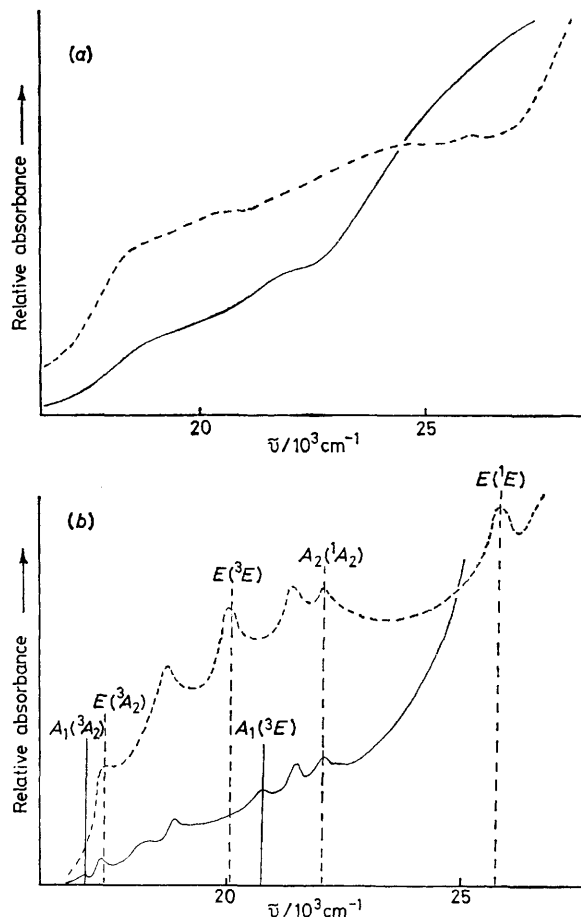 (a)
Relative absorbance
20
25
ṽ/10³cm⁻¹
(b)
E(¹E)
E(³E)
A₂(¹A₂)
E(³A₂)
A₁(³A₂)
A₁(³E)
Relative absorbance
20
25
ṽ/10³cm⁻¹